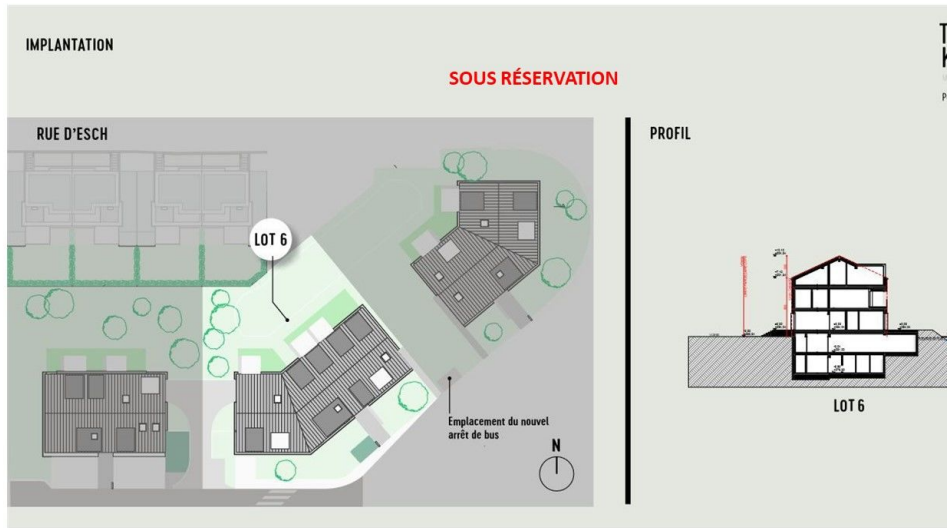 IMPLANTATION
SOUS RÉSERVATION
RUE D'ESCH
PROFIL
LOT 6
Emplacement du nouvel
arrêt de bus
N
LOT 6